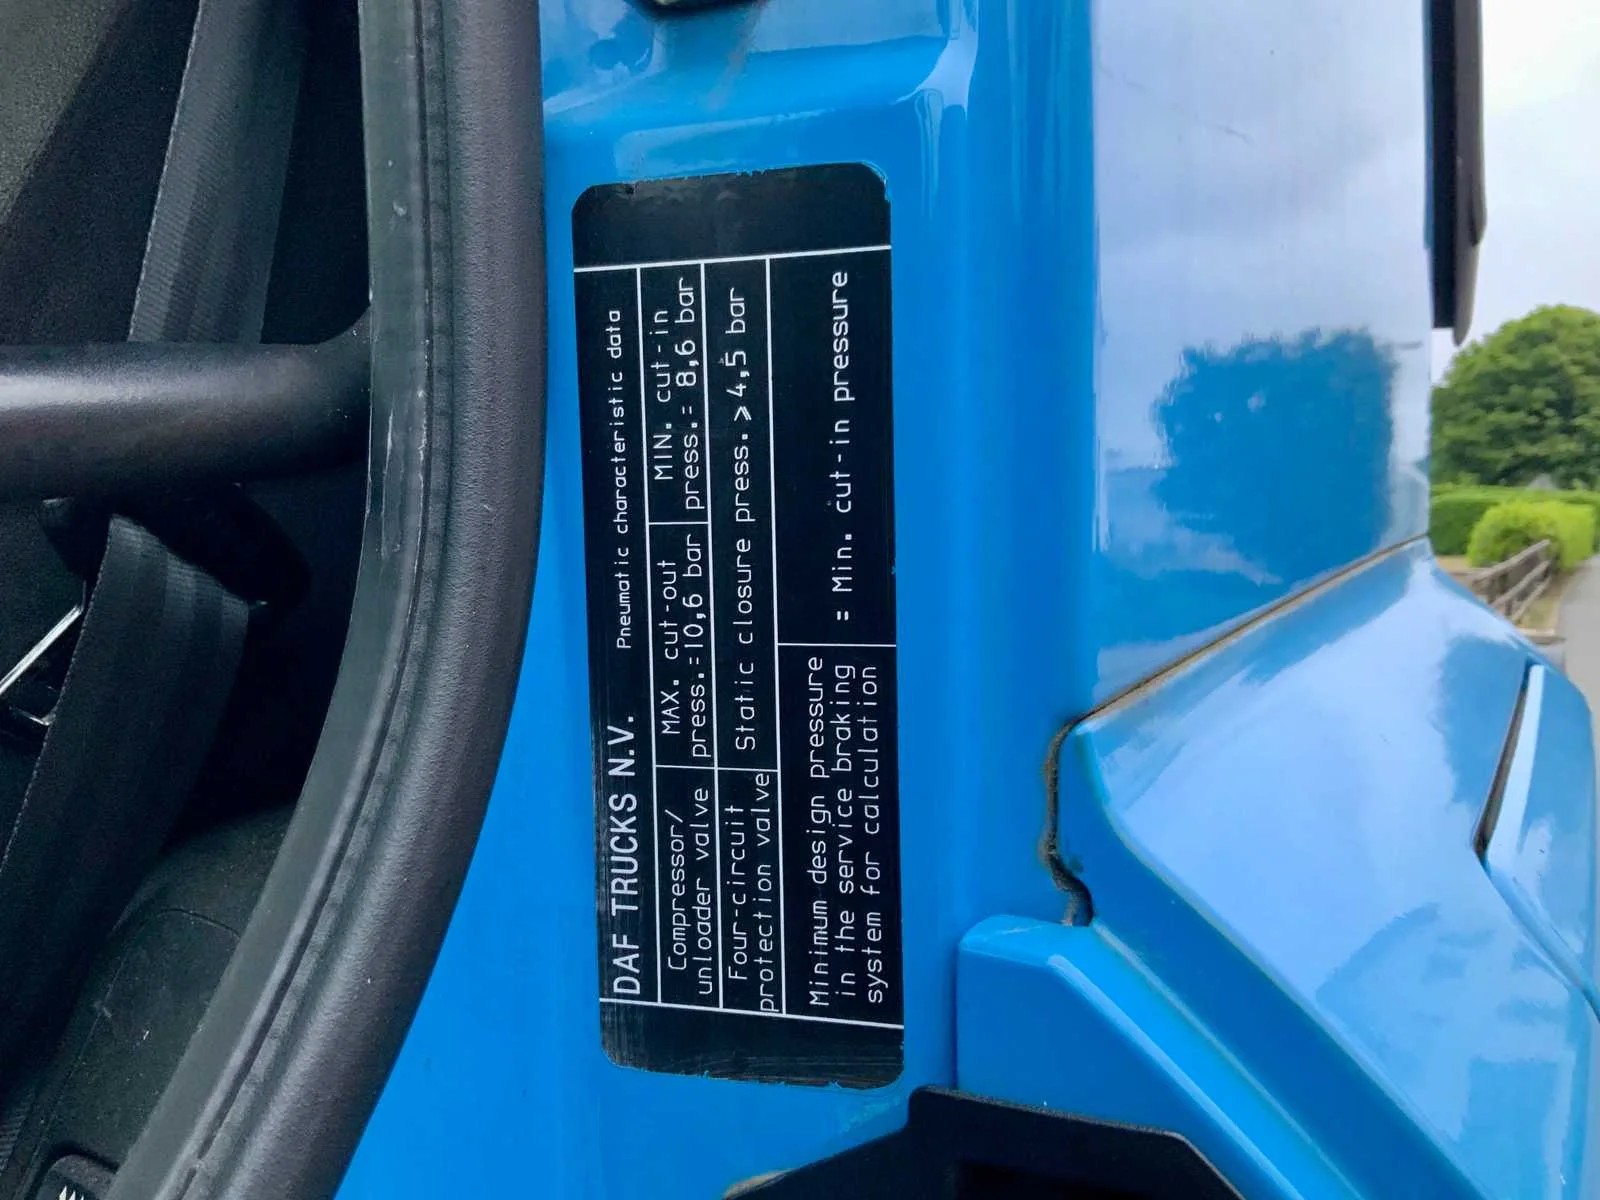 DAF TRUCKS N.V. Pneumatic characteristic data
Compressor/
unloader valve
MAX. cut-out
press.=10,6 bar
MIN. cut-in
press.= 8,6 bar
Four-circuit
protection valve
Static closure press.⩾4,5 bar
Minimum design pressure
in the service braking
system for calculation
= Min. cut-in pressure